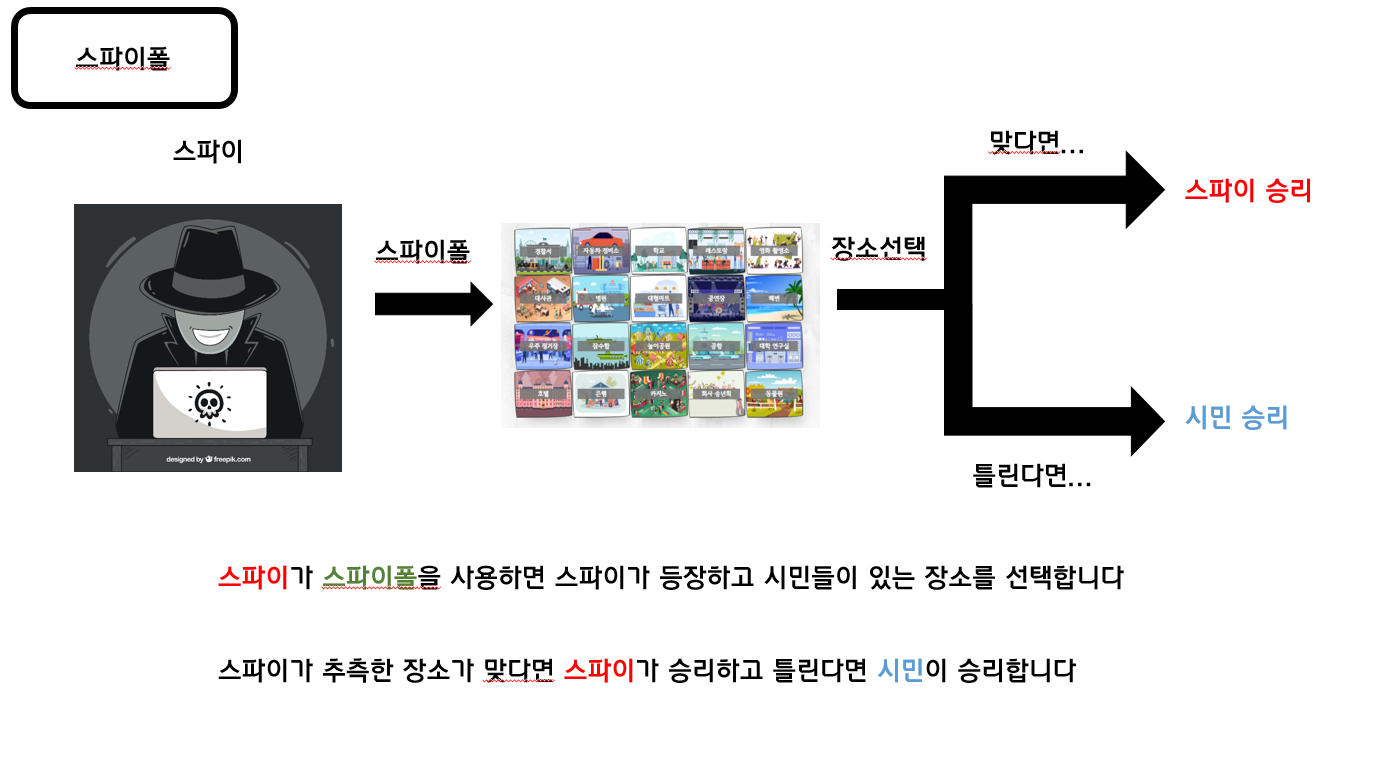 스파이폴
스파이
맞다면...
스파이 승리
스파이폴
장소선택
경찰서 자동차 정비소 학교 레스토랑 영화 촬영소
대사관 병원 대형마트 공연장 해변
우주 정거장 잠수함 놀이공원 공항 대학 연구실
호텔 은행 카지노 회사 송년회 동물원
designed by freepik.com
시민 승리
틀린다면...
스파이가 스파이폴을 사용하면 스파이가 등장하고 시민들이 있는 장소를 선택합니다
스파이가 추측한 장소가 맞다면 스파이가 승리하고 틀린다면 시민이 승리합니다